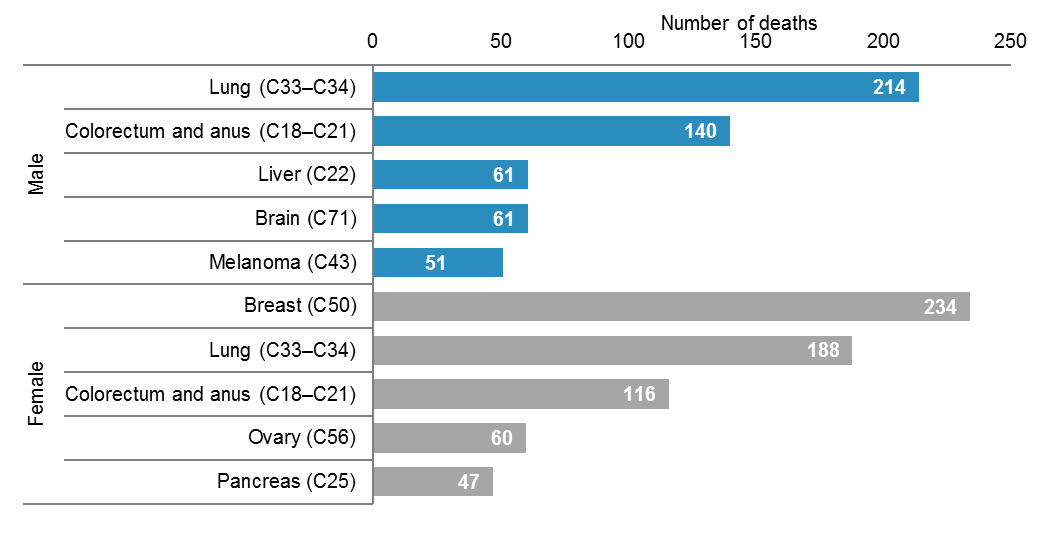 Number of deaths
0 50 100 150 200 250
Male
Lung (C33–C34) 214
Colorectum and anus (C18–C21) 140
Liver (C22) 61
Brain (C71) 61
Melanoma (C43) 51
Female
Breast (C50) 234
Lung (C33–C34) 188
Colorectum and anus (C18–C21) 116
Ovary (C56) 60
Pancreas (C25) 47